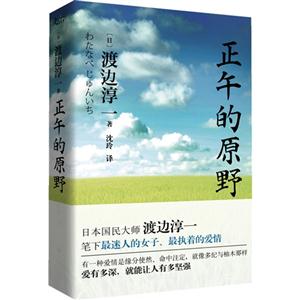 [日]
渡边淳一 著
正午的原野
[日]
渡边淳一
わたなべ じゅんいち
著
沈玲 译
正午的原野
日本国民大师 渡边淳一
笔下最迷人的女子，最执着的爱情
有一种爱情是缘分使然，命中注定，就像多纪与柚木那样
爱有多深，就能让人有多坚强